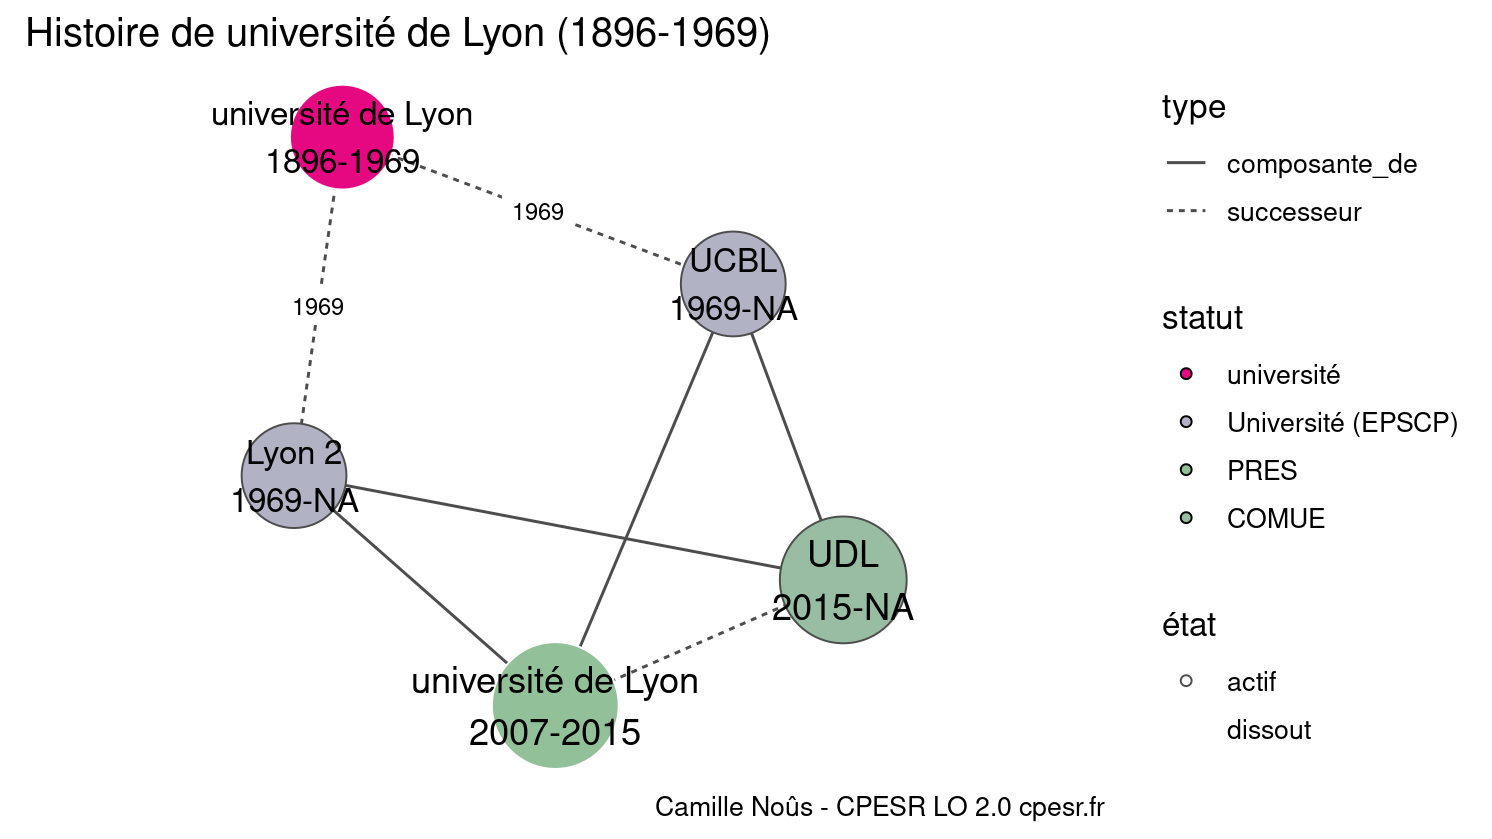 Histoire de université de Lyon (1896-1969)
université de Lyon
1896-1969
1969
UCBL
1969-NA
1969
Lyon 2
1969-NA
UDL
2015-NA
université de Lyon
2007-2015
type
composante_de
successeur
statut
université
Université (EPSCP)
PRES
COMUE
état
actif
dissout
Camille Noûs - CPESR LO 2.0 cpesr.fr